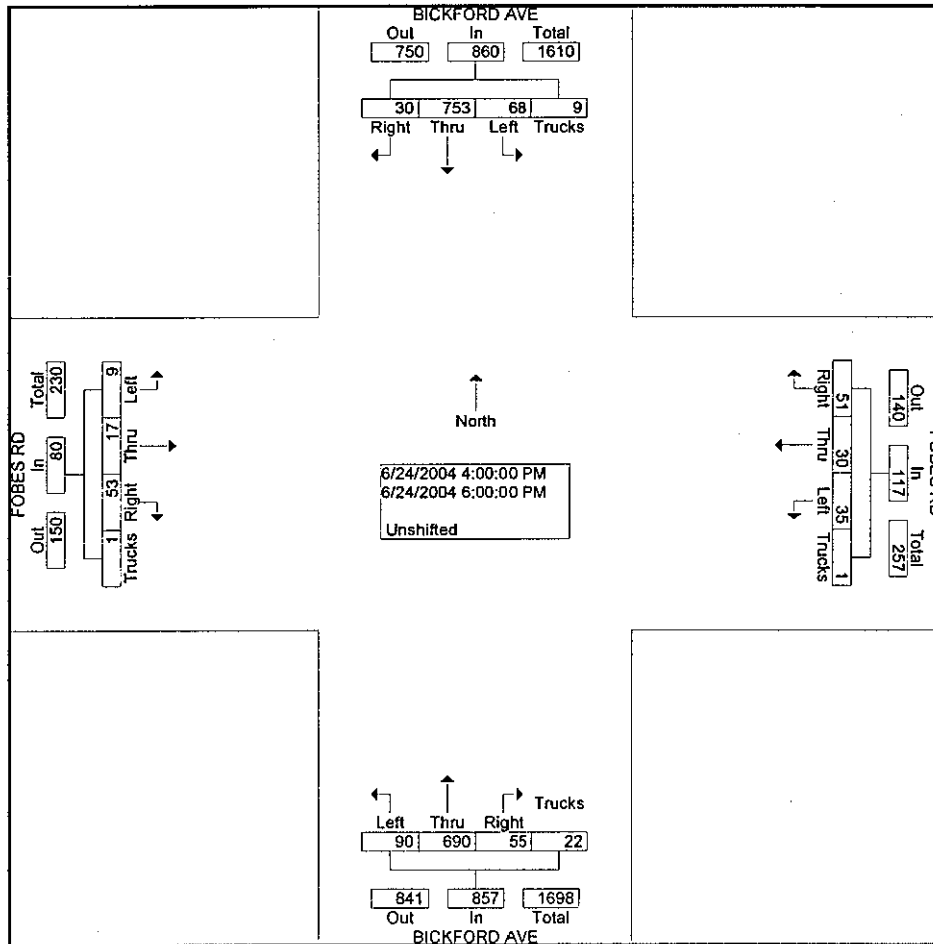 BICKFORD AVE
Out In Total
750 860 1610
30 753 68 9
Right Thru Left Trucks
FOBES RD
Total In Out
230 80 150
9 17 53 1
Left Thru Right Trucks
North
6/24/2004 4:00:00 PM
6/24/2004 6:00:00 PM
Unshifted
Right Thru Left Trucks
51 30 35 1
Out In Total
140 117 257
Left Thru Right Trucks
90 690 55 22
841 857 1698
Out In Total
BICKFORD AVE